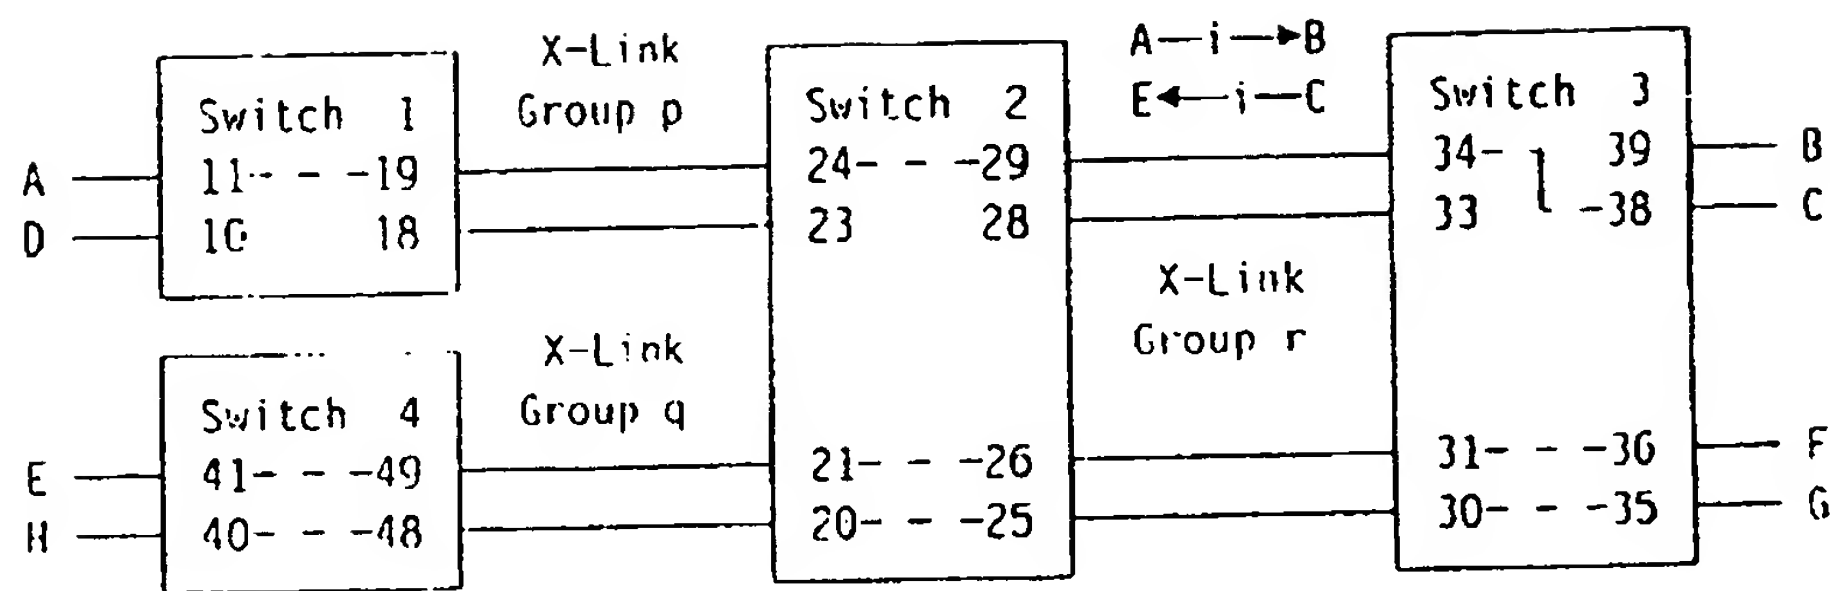 X-Link
Group p
A—i—►B
E◄—i—C
Switch 1
11- - -19
10 18
A
D
Switch 2
24- - -29
23 28
21- - -26
20- - -25
Switch 3
34- 39
33 -38
31- - -36
30- - -35
B
C
X-Link
Group r
X-Link
Group q
Switch 4
41- - -49
40- - -48
E
H
F
G